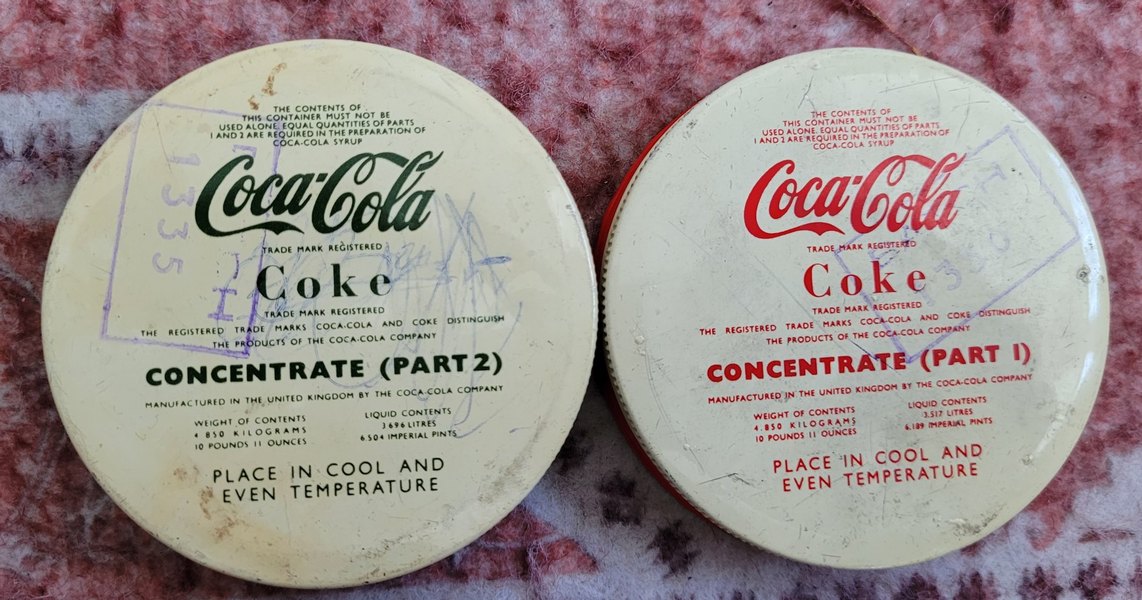 THE CONTENTS OF
THIS CONTAINER MUST NOT BE
USED ALONE. EQUAL QUANTITIES OF PARTS
1 AND 2 ARE REQUIRED IN THE PREPARATION OF
COCA-COLA SYRUP
Coca-Cola
TRADE MARK REGISTERED
Coke
TRADE MARK REGISTERED
THE REGISTERED TRADE MARKS COCA-COLA AND COKE DISTINGUISH
THE PRODUCTS OF THE COCA-COLA COMPANY
CONCENTRATE (PART 2)
MANUFACTURED IN THE UNITED KINGDOM BY THE COCA-COLA COMPANY
WEIGHT OF CONTENTS
4.850 KILOGRAMS
10 POUNDS 11 OUNCES
LIQUID CONTENTS
3.696 LITRES
6.504 IMPERIAL PINTS
PLACE IN COOL AND
EVEN TEMPERATURE
1335
THE CONTENTS OF
THIS CONTAINER MUST NOT BE
USED ALONE. EQUAL QUANTITIES OF PARTS
1 AND 2 ARE REQUIRED IN THE PREPARATION OF
COCA-COLA SYRUP
Coca-Cola
TRADE MARK REGISTERED
Coke
TRADE MARK REGISTERED
THE REGISTERED TRADE MARKS COCA-COLA AND COKE DISTINGUISH
THE PRODUCTS OF THE COCA-COLA COMPANY
CONCENTRATE (PART 1)
MANUFACTURED IN THE UNITED KINGDOM BY THE COCA-COLA COMPANY
WEIGHT OF CONTENTS
4.850 KILOGRAMS
10 POUNDS 11 OUNCES
LIQUID CONTENTS
3.517 LITRES
6.189 IMPERIAL PINTS
PLACE IN COOL AND
EVEN TEMPERATURE